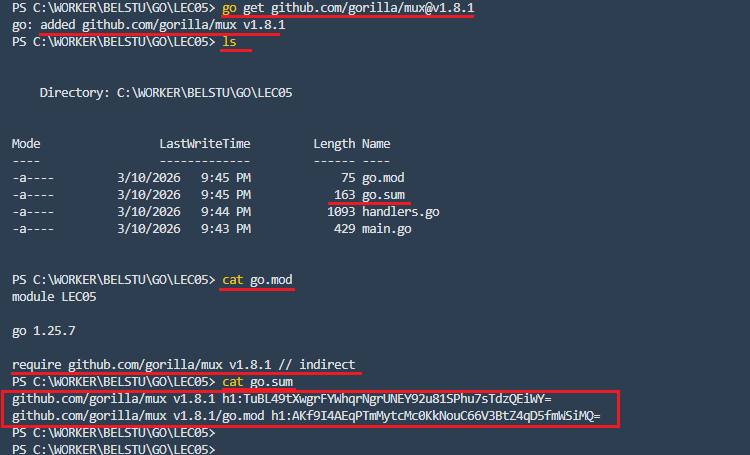 PS C:\WORKER\BELSTU\GO\LEC05> go get github.com/gorilla/mux@v1.8.1
go: added github.com/gorilla/mux v1.8.1
PS C:\WORKER\BELSTU\GO\LEC05> ls
Directory: C:\WORKER\BELSTU\GO\LEC05
Mode LastWriteTime Length Name
---- ------------- ------ ----
-a---- 3/10/2026 9:45 PM 75 go.mod
-a---- 3/10/2026 9:45 PM 163 go.sum
-a---- 3/10/2026 9:44 PM 1093 handlers.go
-a---- 3/10/2026 9:43 PM 429 main.go
PS C:\WORKER\BELSTU\GO\LEC05> cat go.mod
module LEC05
go 1.25.7
require github.com/gorilla/mux v1.8.1 // indirect
PS C:\WORKER\BELSTU\GO\LEC05> cat go.sum
github.com/gorilla/mux v1.8.1 h1:TuBL49tXwgrFYWhqrNgrUNEY92u81SPhu7sTdzQEiWY=
github.com/gorilla/mux v1.8.1/go.mod h1:AKf9I4AEqPTmMytcMc0KkNouC66V3BtZ4qD5fmWSiMQ=
PS C:\WORKER\BELSTU\GO\LEC05>
PS C:\WORKER\BELSTU\GO\LEC05>